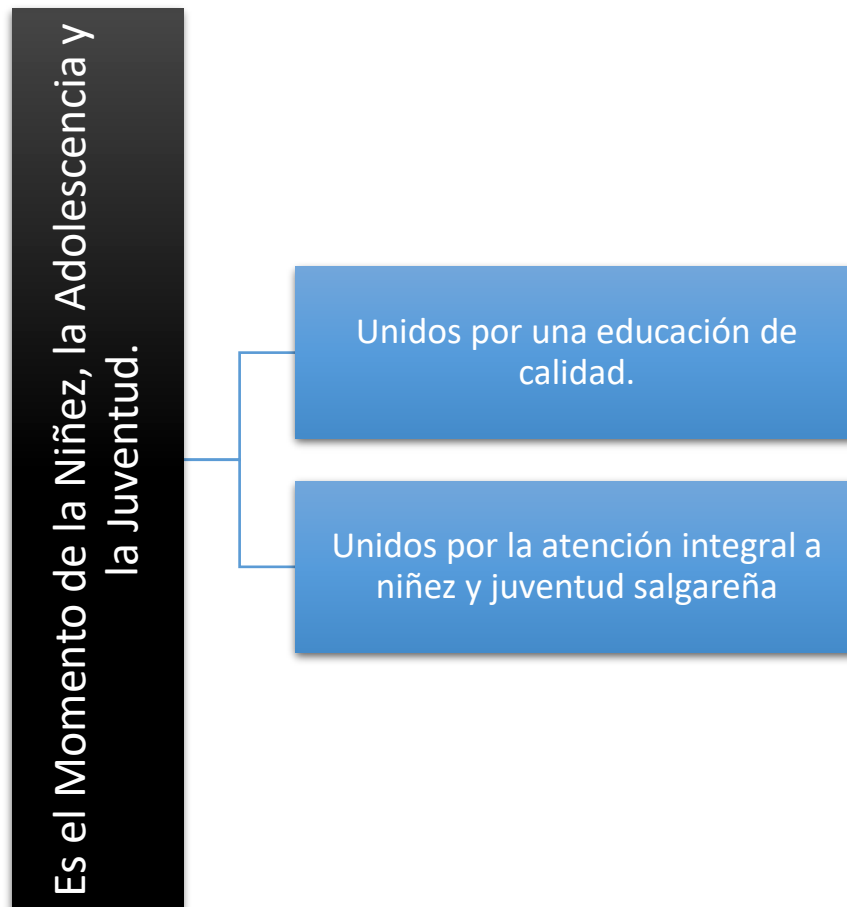 Es el Momento de la Niñez, la Adolescencia y
la Juventud.
Unidos por una educación de
calidad.
Unidos por la atención integral a
niñez y juventud salgareña